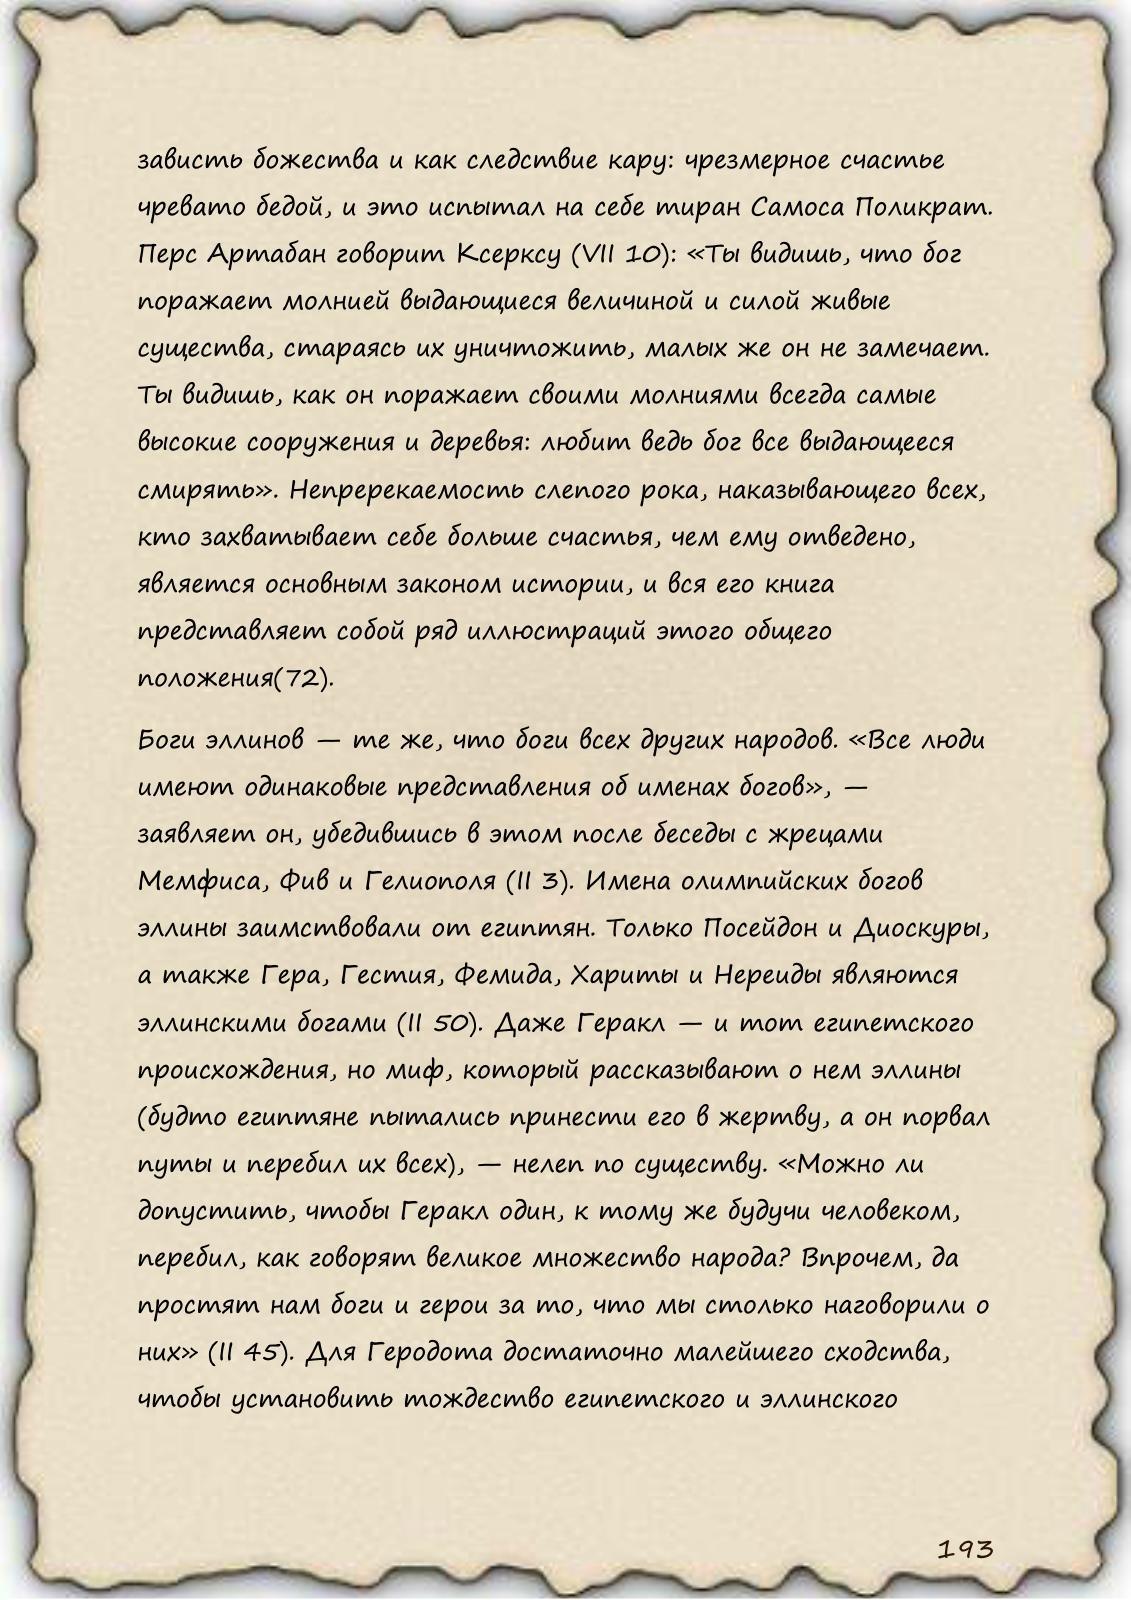 зависть божества и как следствие кару: чрезмерное счастье
чревато бедой, и это испытал на себе тиран Самоса Поликрат.
Перс Артабан говорит Ксерксу (VII 10): «Ты видишь, что бог
поражает молнией выдающиеся величиной и силой живые
существа, стараясь их уничтожить, малых же он не замечает.
Ты видишь, как он поражает своими молниями всегда самые
высокие сооружения и деревья: любит ведь бог все выдающееся
смирять». Непререкаемость слепого рока, наказывающего всех,
кто захватывает себе больше счастья, чем ему отведено,
является основным законом истории, и вся его книга
представляет собой ряд иллюстраций этого общего
положения(72).
Боги эллинов — те же, что боги всех других народов. «Все люди
имеют одинаковые представления об именах богов», —
заявляет он, убедившись в этом после беседы с жрецами
Мемфиса, Фив и Гелиополя (II 3). Имена олимпийских богов
эллины заимствовали от египтян. Только Посейдон и Диоскуры,
а также Гера, Гестия, Фемида, Хариты и Нереиды являются
эллинскими богами (II 50). Даже Геракл — и тот египетского
происхождения, но миф, который рассказывают о нем эллины
(будто египтяне пытались принести его в жертву, а он порвал
путы и перебил их всех), — нелеп по существу. «Можно ли
допустить, чтобы Геракл один, к тому же будучи человеком,
перебил, как говорят великое множество народа? Впрочем, да
простят нам боги и герои за то, что мы столько наговорили о
них» (II 45). Для Геродота достаточно малейшего сходства,
чтобы установить тождество египетского и эллинского
193